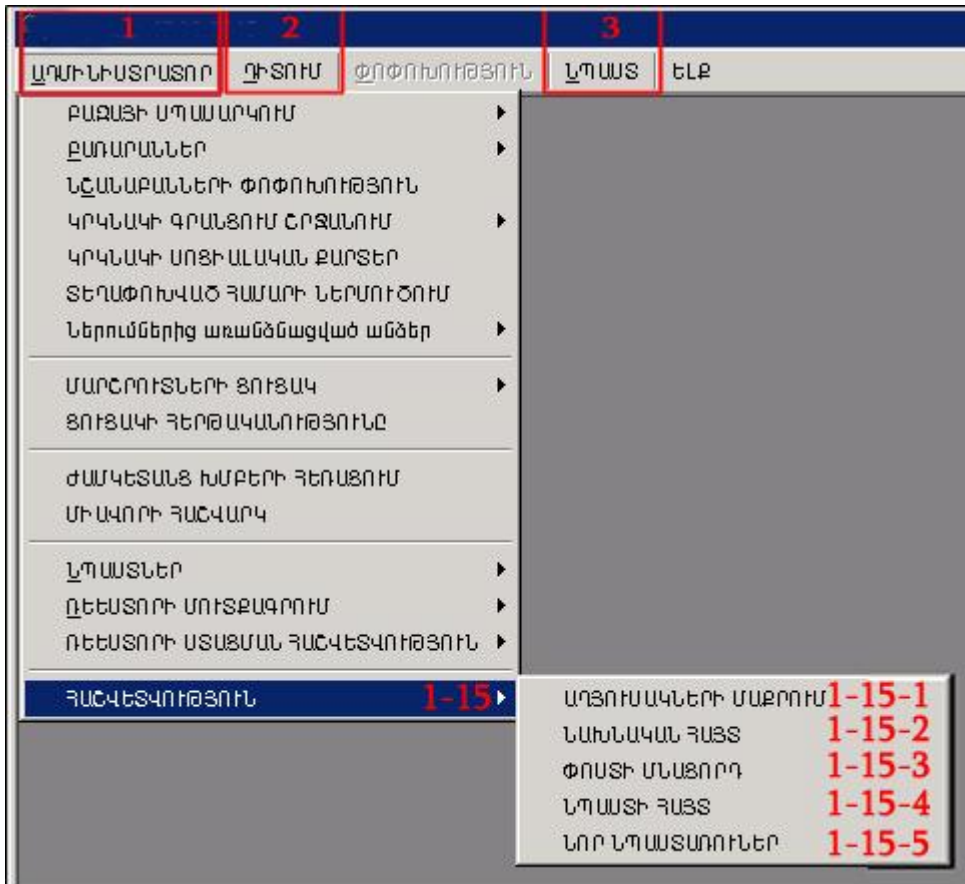 1 2 3
ԱԴՄԻՆԻՍՏՐԱՏՈՐ ԴԻՏՈՒՄ ՓՈՓՈԽՈՒԹՅՈՒՆ ՆՊԱՍՏ ԵԼՔ
ԲԱԶԱՅԻ ՍՊԱՍԱՐԿՈՒՄ
ԲԱՌԱՐԱՆՆԵՐ
ՆՇԱՆԱԲԱՆՆԵՐԻ ՓՈՓՈԽՈՒԹՅՈՒՆ
ԿՐԿՆԱԿԻ ԳՐԱՆՑՈՒՄ ՇՐՋԱՆՈՒՄ
ԿՐԿՆԱԿԻ ՍՈՑԻԱԼԱԿԱՆ ՔԱՐՏԵՐ
ՏԵՂԱՓՈԽՎԱԾ ՀԱՄԱՐԻ ՆԵՐՄՈՒԾՈՒՄ
Ներումներից առանձնացված անձեր
ՄԱՐՇՐՈՒՏՆԵՐԻ ՑՈՒՑԱԿ
ՑՈՒՑԱԿԻ ՀԵՐԹԱԿԱՆՈՒԹՅՈՒՆԸ
ԺԱՄԿԵՏԱՆՑ ԽՄԲԵՐԻ ՀԵՌԱՑՈՒՄ
ՄԻԱՎՈՐԻ ՀԱՇՎԱՐԿ
ՆՊԱՍՏՆԵՐ
ՌԵԵՍՏՈՐԻ ՄՈՒՏՔԱԳՐՈՒՄ
ՌԵԵՍՏՈՐԻ ՍՏԱՑՄԱՆ ՀԱՇՎԵՏՎՈՒԹՅՈՒՆ
ՀԱՇՎԵՏՎՈՒԹՅՈՒՆ 1-15
ԱՂՅՈՒՍԱԿՆԵՐԻ ՄԱՔՐՈՒՄ 1-15-1
ՆԱԽՆԱԿԱՆ ՀԱՅՏ 1-15-2
ՓՈՍՏԻ ՄՆԱՑՈՐԴ 1-15-3
ՆՊԱՍՏԻ ՀԱՅՏ 1-15-4
ՆՈՐ ՆՊԱՍՏԱՌՈՒՆԵՐ 1-15-5